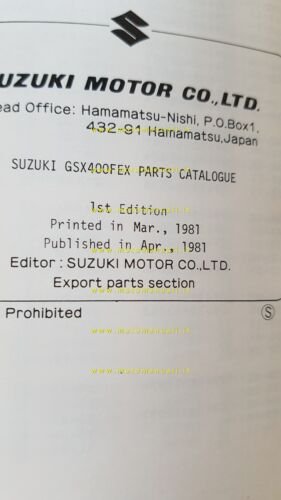 UZUKI MOTOR CO.,LTD.
ead Office: Hamamatsu-Nishi, P.O.Box1,
432-91 Hamamatsu,Japan
SUZUKI GSX400FEX PARTS CATALOGUE
1st Edition
Printed in Mar., 1981
Published in Apr., 1981
Editor : SUZUKI MOTOR CO.,LTD.
Export parts section
Prohibited Ⓢ